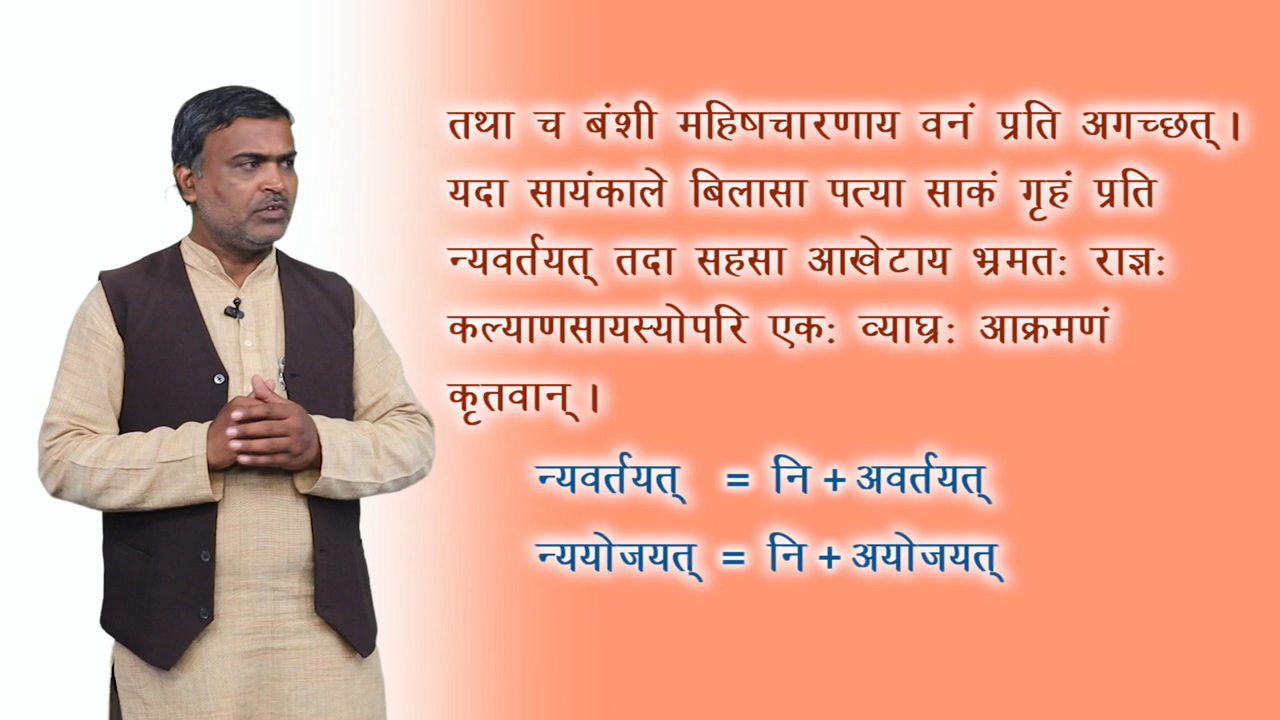 तथा च बंशी महिषचारणाय वनं प्रति अगच्छत् ।
यदा सायंकाले बिलासा पत्या साकं गृहं प्रति
न्यवर्तयत् तदा सहसा आखेटाय भ्रमतः राज्ञः
कल्याणसायस्योपरि एकः व्याघ्रः आक्रमणं
कृतवान् ।
न्यवर्तयत् = नि + अवर्तयत्
न्ययोजयत् = नि + अयोजयत्